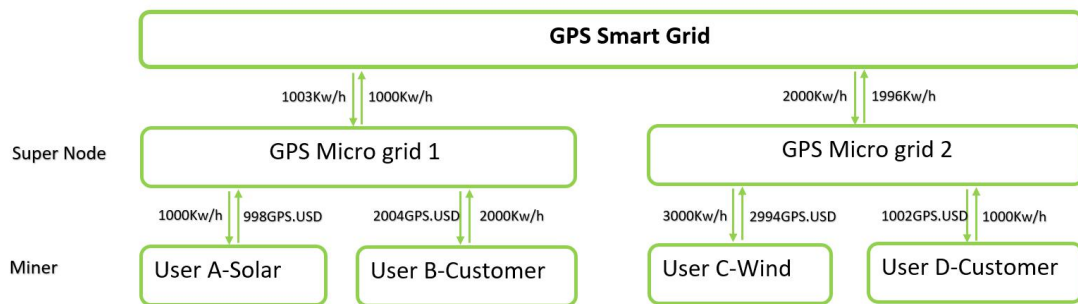 GPS Smart Grid
1003Kw/h
1000Kw/h
2000Kw/h
1996Kw/h
Super Node
GPS Micro grid 1
GPS Micro grid 2
1000Kw/h
998GPS.USD
2004GPS.USD
2000Kw/h
3000Kw/h
2994GPS.USD
1002GPS.USD
1000Kw/h
Miner
User A-Solar
User B-Customer
User C-Wind
User D-Customer